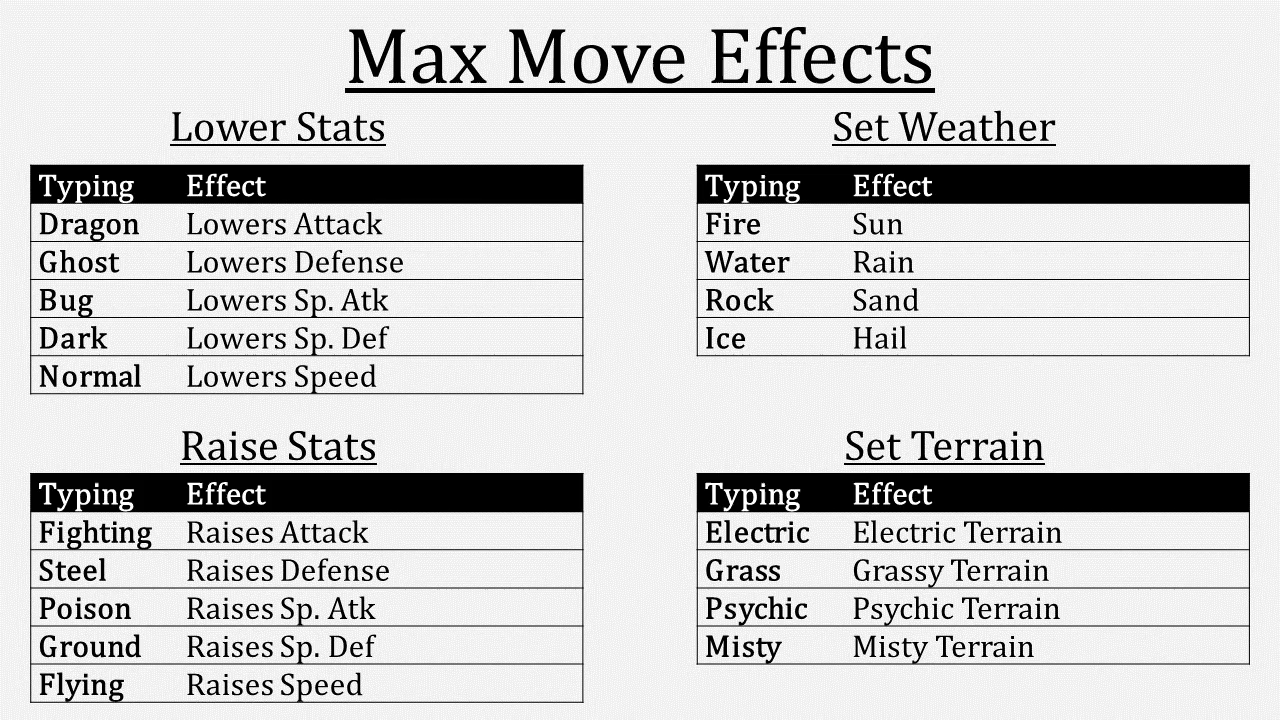 Max Move Effects
Lower Stats
Typing Effect
Dragon Lowers Attack
Ghost Lowers Defense
Bug Lowers Sp. Atk
Dark Lowers Sp. Def
Normal Lowers Speed
Set Weather
Typing Effect
Fire Sun
Water Rain
Rock Sand
Ice Hail
Raise Stats
Typing Effect
Fighting Raises Attack
Steel Raises Defense
Poison Raises Sp. Atk
Ground Raises Sp. Def
Flying Raises Speed
Set Terrain
Typing Effect
Electric Electric Terrain
Grass Grassy Terrain
Psychic Psychic Terrain
Misty Misty Terrain